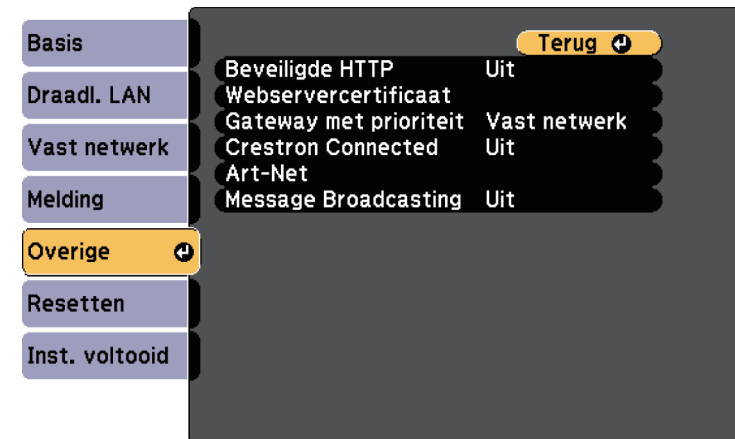 Basis
Draadl. LAN
Vast netwerk
Melding
Overige
Resetten
Inst. voltooid
Terug
Beveiligde HTTP Uit
Webservercertificaat
Gateway met prioriteit Vast netwerk
Crestron Connected Uit
Art-Net
Message Broadcasting Uit